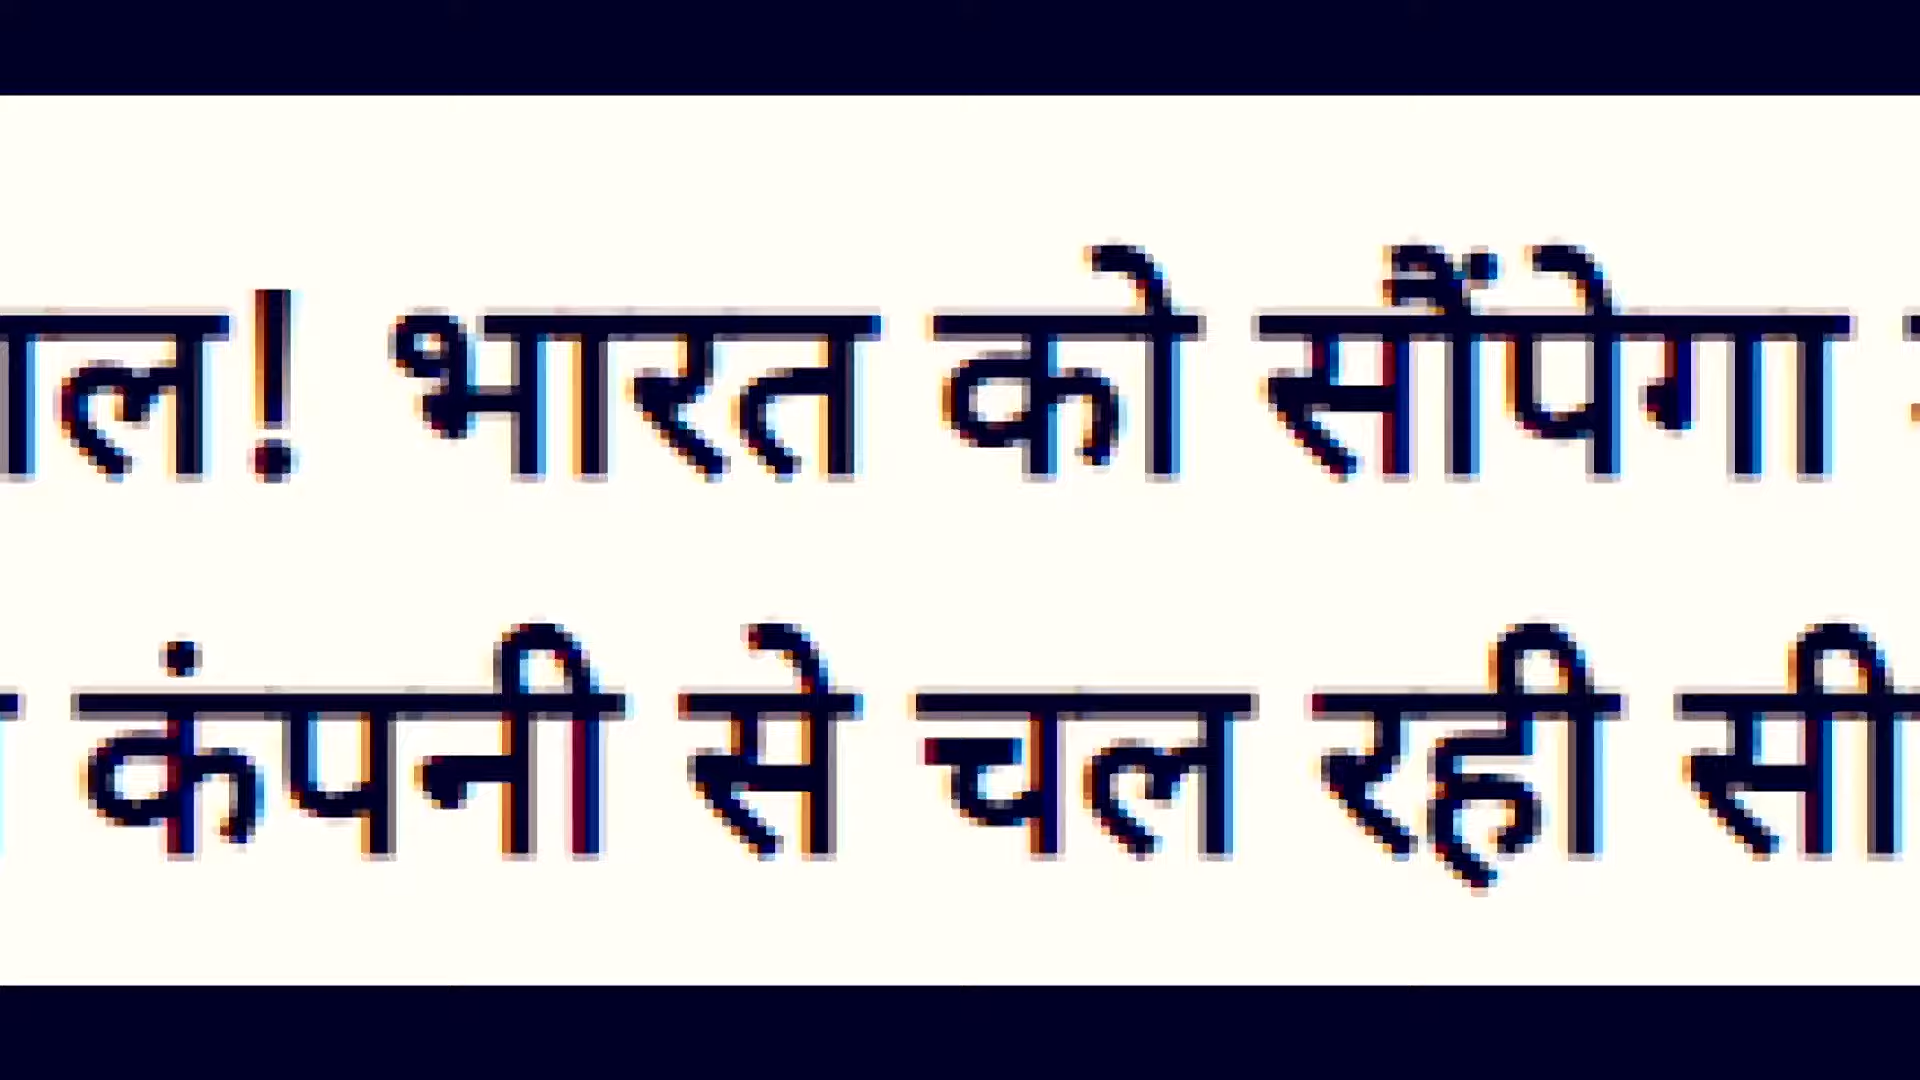 ाल! भारत को सौंपेगा
कंपनी से चल रही सी